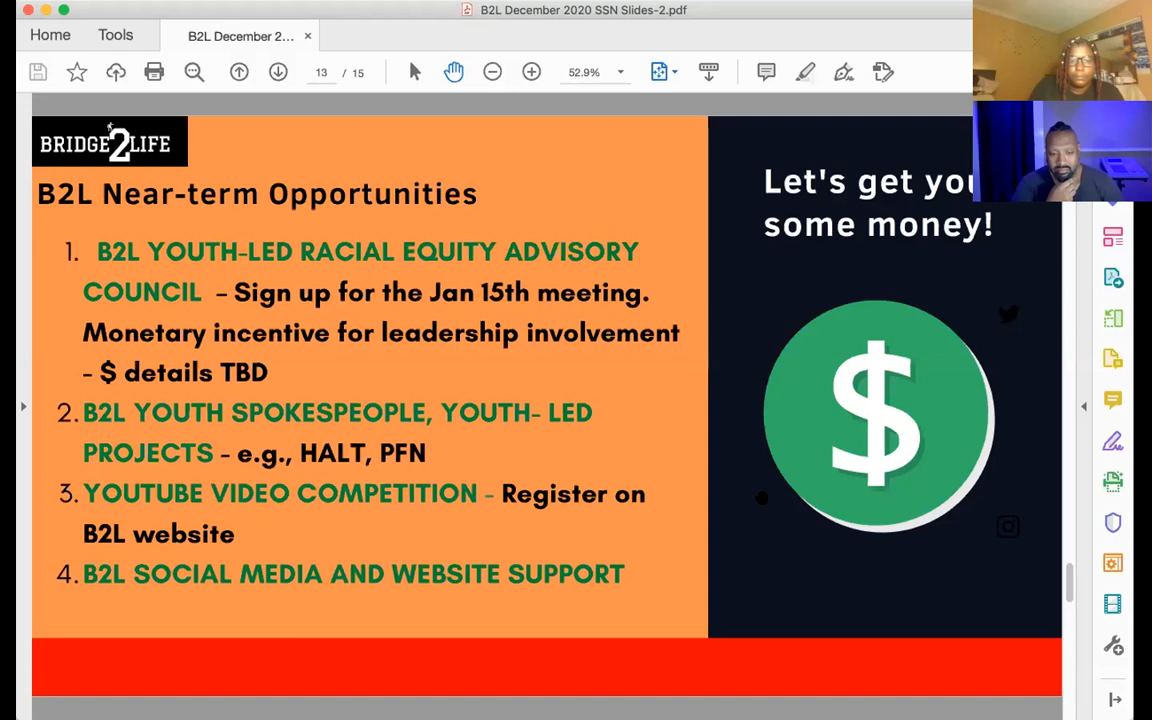 B2L December 2020 SSN Slides-2.pdf
Home
Tools
B2L December 2...
13 / 15
52.9%
BRIDGE2LIFE
B2L Near-term Opportunities
1. B2L YOUTH-LED RACIAL EQUITY ADVISORY
COUNCIL – Sign up for the Jan 15th meeting.
Monetary incentive for leadership involvement
– $ details TBD
2. B2L YOUTH SPOKESPEOPLE, YOUTH- LED
PROJECTS – e.g., HALT, PFN
3. YOUTUBE VIDEO COMPETITION – Register on
B2L website
4. B2L SOCIAL MEDIA AND WEBSITE SUPPORT
Let's get you
some money!
$